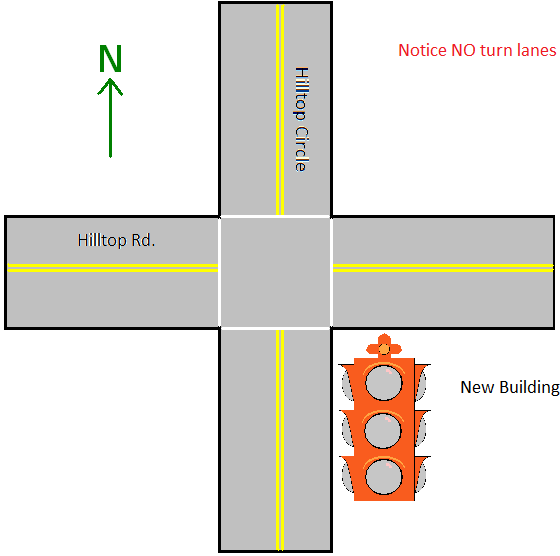 Notice NO turn lanes
N
Hilltop Circle
Hilltop Rd.
New Building